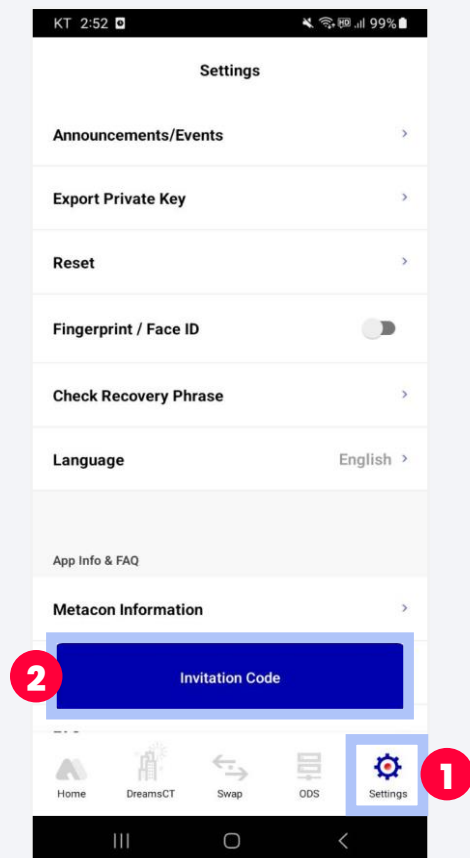 KT 2:52 HD 99%
Settings
Announcements/Events
Export Private Key
Reset
Fingerprint / Face ID
Check Recovery Phrase
Language English
App Info & FAQ
Metacon Information
2
Invitation Code
Home DreamsCT Swap ODS Settings
1